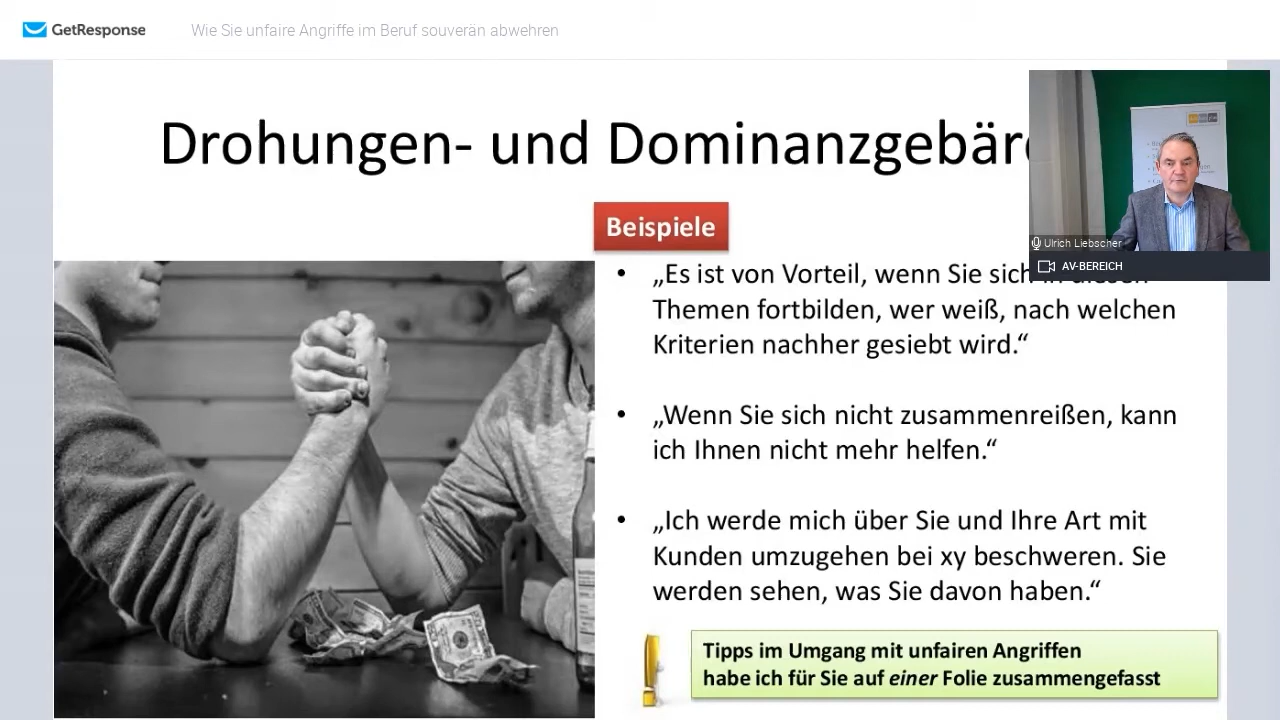 GetResponse
Wie Sie unfaire Angriffe im Beruf souverän abwehren
Drohungen- und
Beispiele
Ulrich Liebscher
AV-BEREICH
„Es ist von Vorteil, wenn Sie sich
Themen fortbilden, wer weiß, nach welchen
Kriterien nachher gesiebt wird.“
„Wenn Sie sich nicht zusammenreißen, kann
ich Ihnen nicht mehr helfen.“
„Ich werde mich über Sie und Ihre Art mit
Kunden umzugehen bei xy beschweren. Sie
werden sehen, was Sie davon haben.“
Tipps im Umgang mit unfairen Angriffen
habe ich für Sie auf einer Folie zusammengefasst